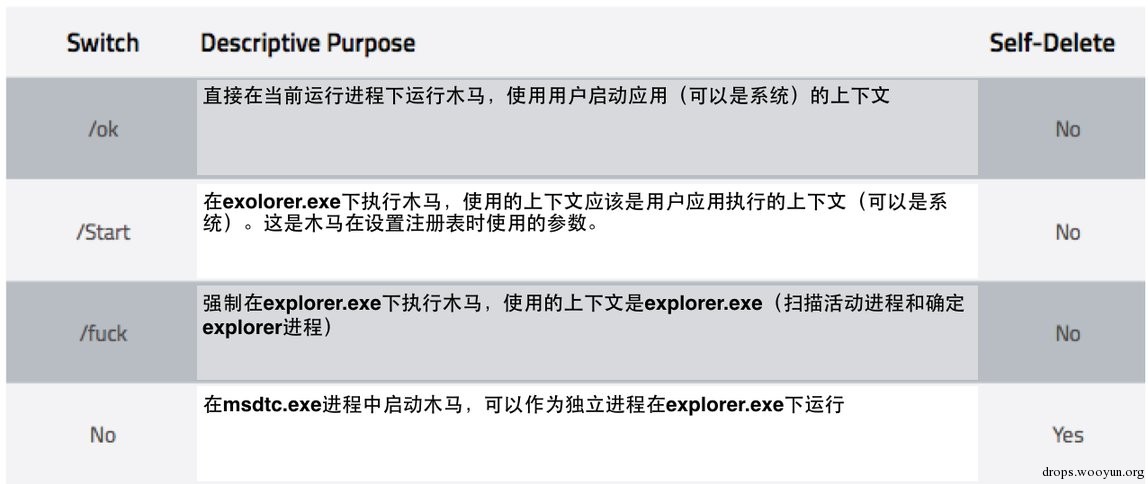 Switch Descriptive Purpose Self-Delete
直接在当前运行进程下运行木马，使用用户启动应用（可以是系统）的上下文
/ok No
在exolorer.exe下执行木马，使用的上下文应该是用户应用执行的上下文（可以是系
统）。这是木马在设置注册表时使用的参数。
/Start No
强制在explorer.exe下执行木马，使用的上下文是explorer.exe（扫描活动进程和确定
explorer进程）
/fuck No
在msdtc.exe进程中启动木马，可以作为独立进程在explorer.exe下运行
No Yes
drops.wooyun.org